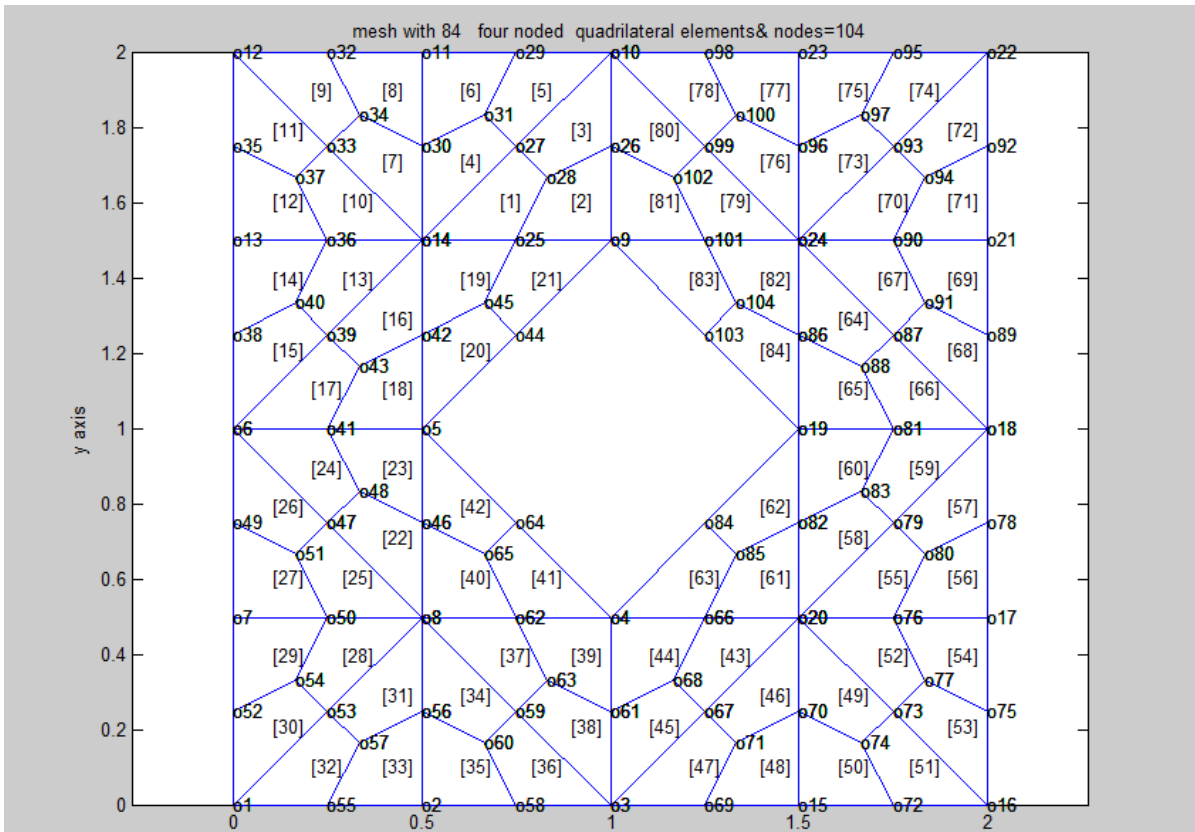 mesh with 84 four noded quadrilateral elements& nodes=104
2 o12 o32 o11 o29 o10 o98 o23 o95 o22
[9] [8] [6] [5] [78] [77] [75] [74]
o34 o31 o100 o97
1.8 [11] [3] [80] [72]
o35 o33 o30 o27 o26 o99 o96 o93 o92
[7] [4] [76] [73]
o37 o28 o102 o94
1.6 [12] [10] [1] [2] [81] [79] [70] [71]
o13 o36 o14 o25 o9 o101 o24 o90 o21
1.4 [14] [13] [19] [21] [83] [82] [67] [69]
o40 o45 o104 o91
[16] [64]
o38 o39 o42 o44 o103 o86 o87 o89
1.2 [15] [20] [84] [68]
o43 o88
[17] [18] [65] [66]
1 o6 o41 o5 o19 o81 o18
y axis
[24] [23] [60] [59]
o48 o83
0.8 [26] [42] [62] [57]
o49 o47 o46 o64 o84 o82 o79 o78
[22] [58]
o51 o65 o85 o80
0.6 [27] [25] [40] [41] [63] [61] [55] [56]
o7 o50 o8 o62 o4 o66 o20 o76 o17
0.4 [29] [28] [37] [39] [44] [43] [52] [54]
o54 o63 o68 o77
[31] [34] [46] [49]
o52 o53 o56 o59 o61 o67 o70 o73 o75
0.2 [30] [38] [45] [53]
o57 o60 o71 o74
[32] [33] [35] [36] [47] [48] [50] [51]
0 o1 o55 o2 o58 o3 o69 o15 o72 o16
0 0.5 1 1.5 2